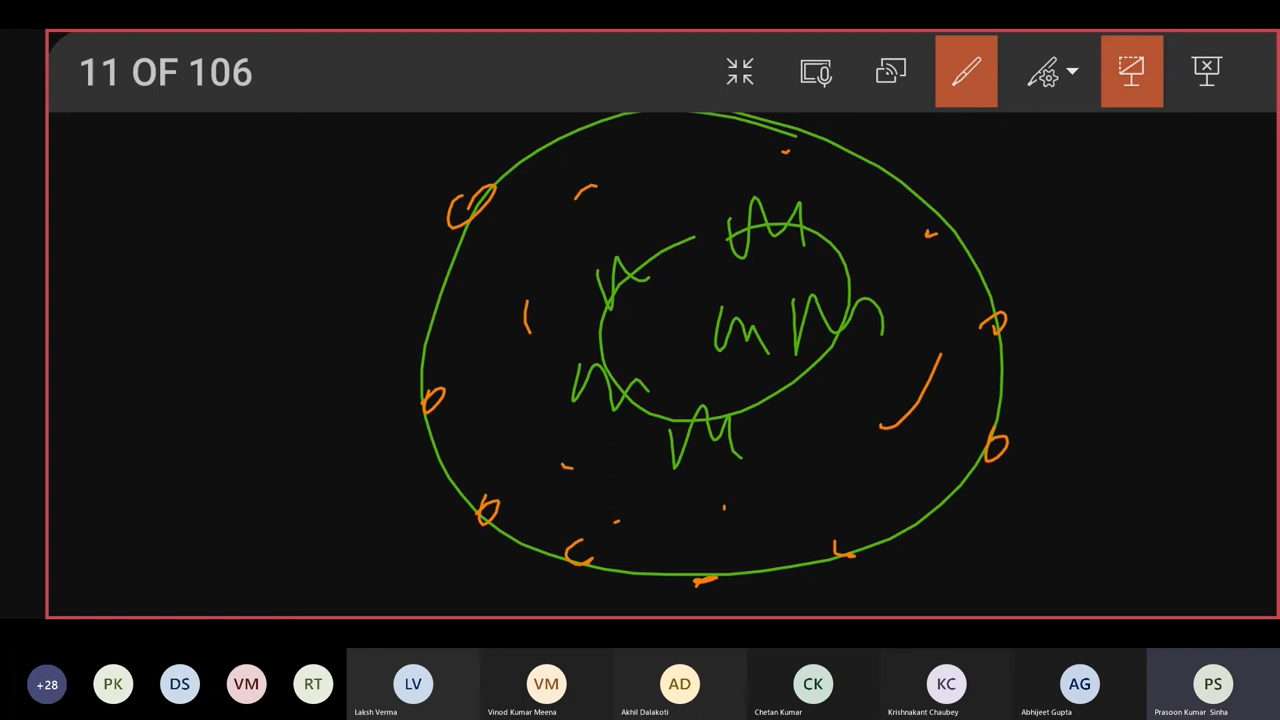 11 OF 106
+28
PK
DS
VM
RT
LV
VM
AD
CK
KC
AG
PS
Laksh Verma
Vinod Kumar Meena
Akhil Dalakoti
Chetan Kumar
Krishnakant Chaubey
Abhijeet Gupta
Prasoon Kumar Sinha